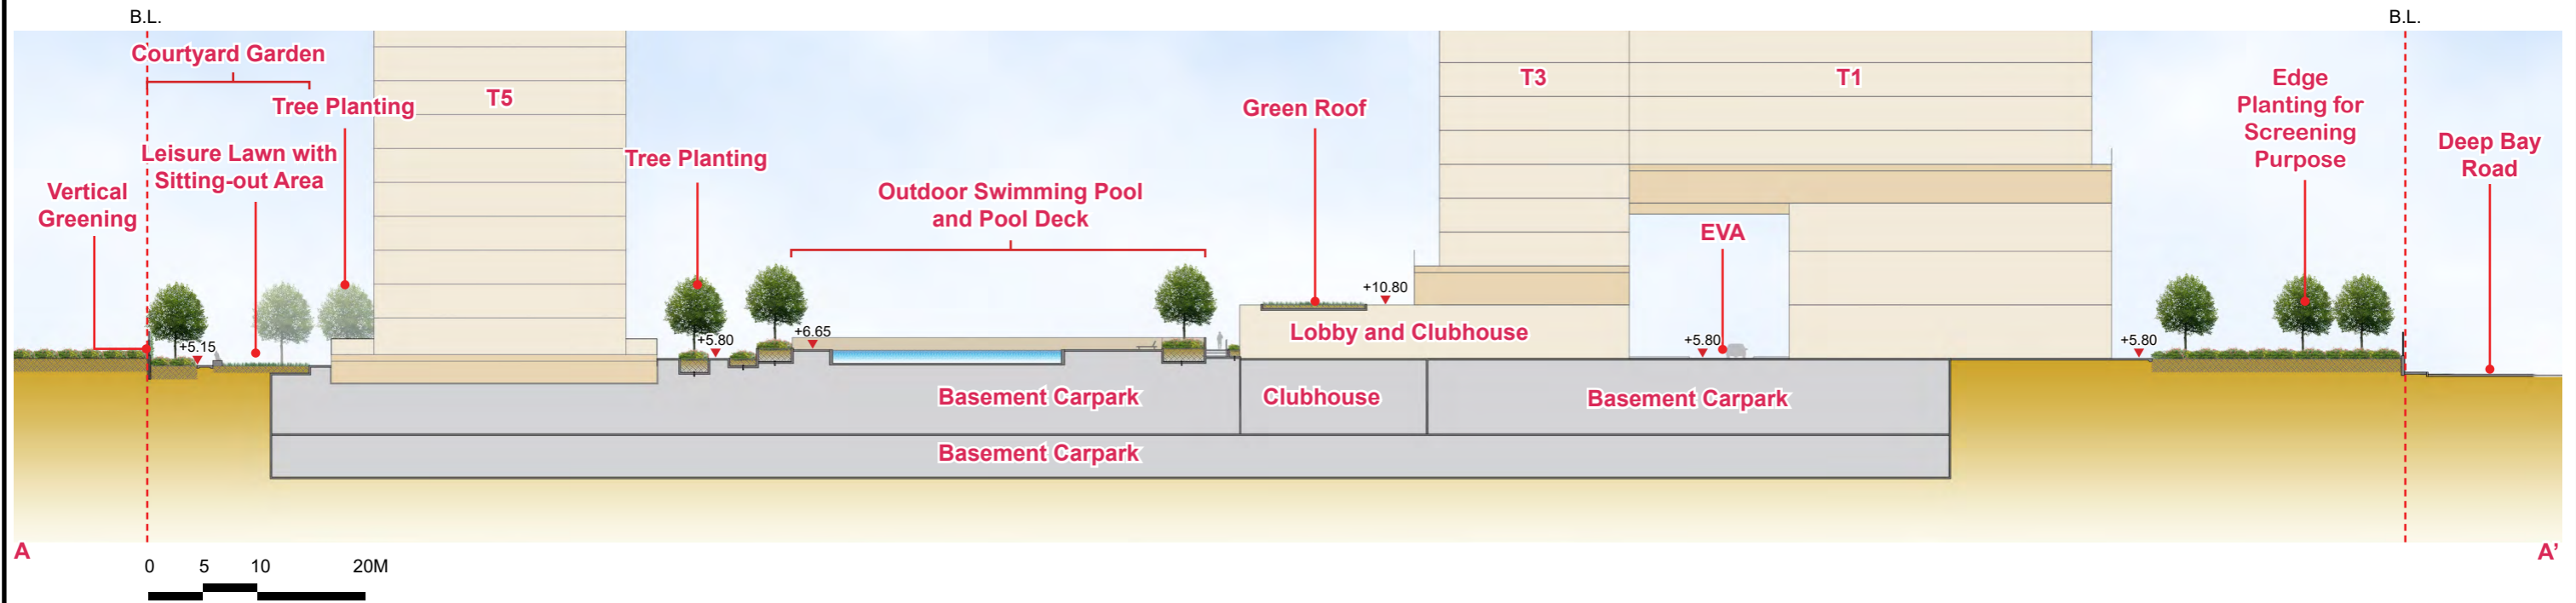 B.L.
B.L.
Courtyard Garden
Tree Planting
Leisure Lawn with
Sitting-out Area
Vertical
Greening
T5
Tree Planting
Outdoor Swimming Pool
and Pool Deck
Green Roof
T3
T1
EVA
Edge
Planting for
Screening
Purpose
Deep Bay
Road
+5.15
+5.80
+6.65
+10.80
+5.80
+5.80
Lobby and Clubhouse
Basement Carpark
Clubhouse
Basement Carpark
Basement Carpark
A
A’
0 5 10 20M